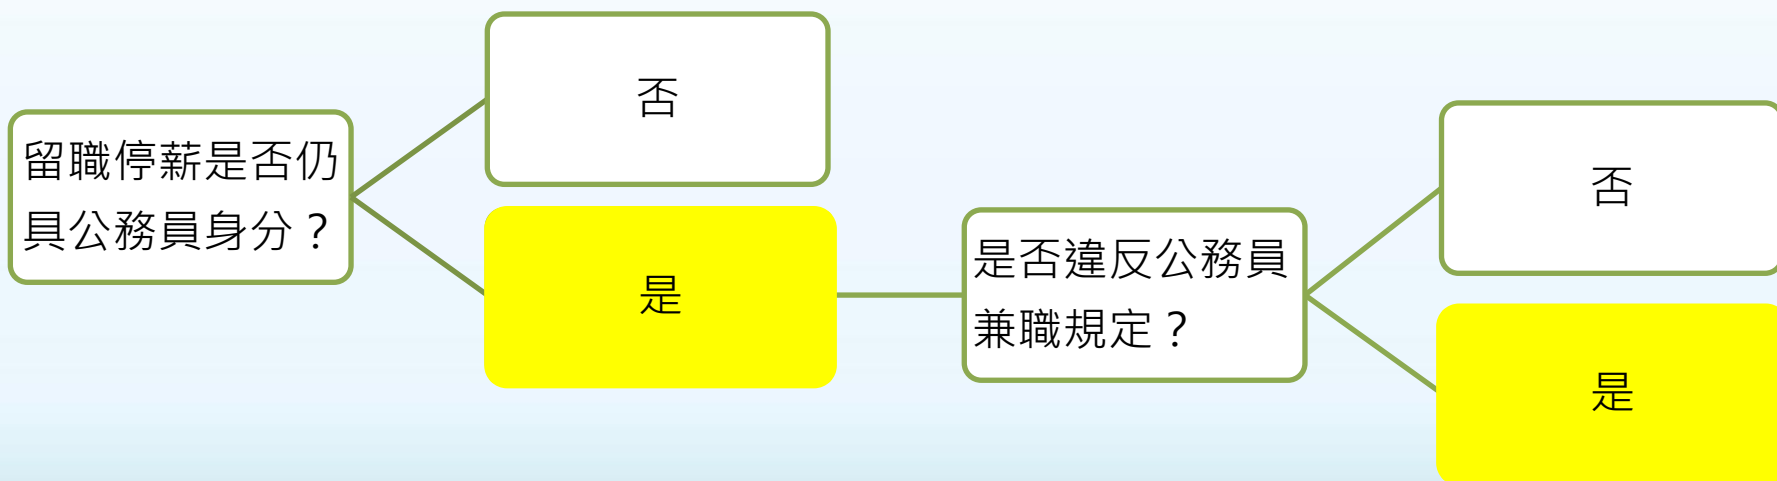 留職停薪是否仍
具公務員身分？
否
是
是否違反公務員
兼職規定？
否
是